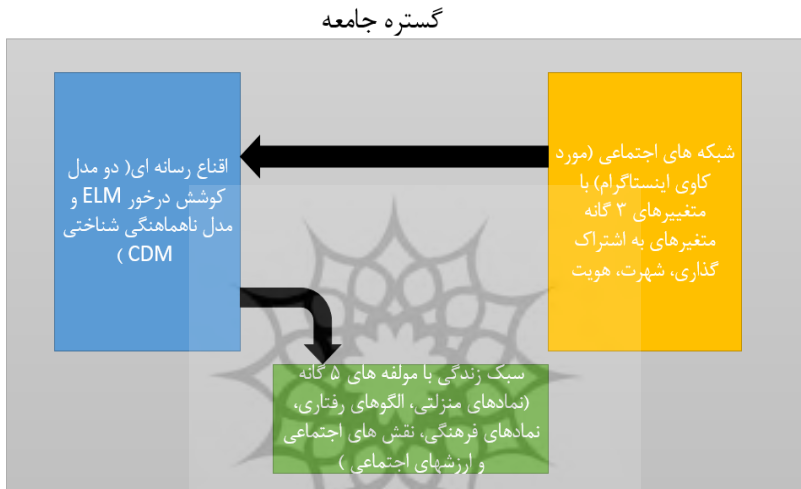 گستره جامعه
شبکه های اجتماعی (مورد
کاوی اینستاگرام) با
متغییرهای ۳ گانه
متغرهای به اشتراک
گذاری، شهرت، هویت
اقناع رسانه ای( دو مدل
کوشش درخور ELM و
مدل ناهماهنگی شناختی
CDM )
سبک زندگی با مولفه های ۵ گانه
(نمادهای منزلتی، الگوهای رفتاری،
نمادهای فرهنگی، نقش های اجتماعی
و ارزشهای اجتماعی )